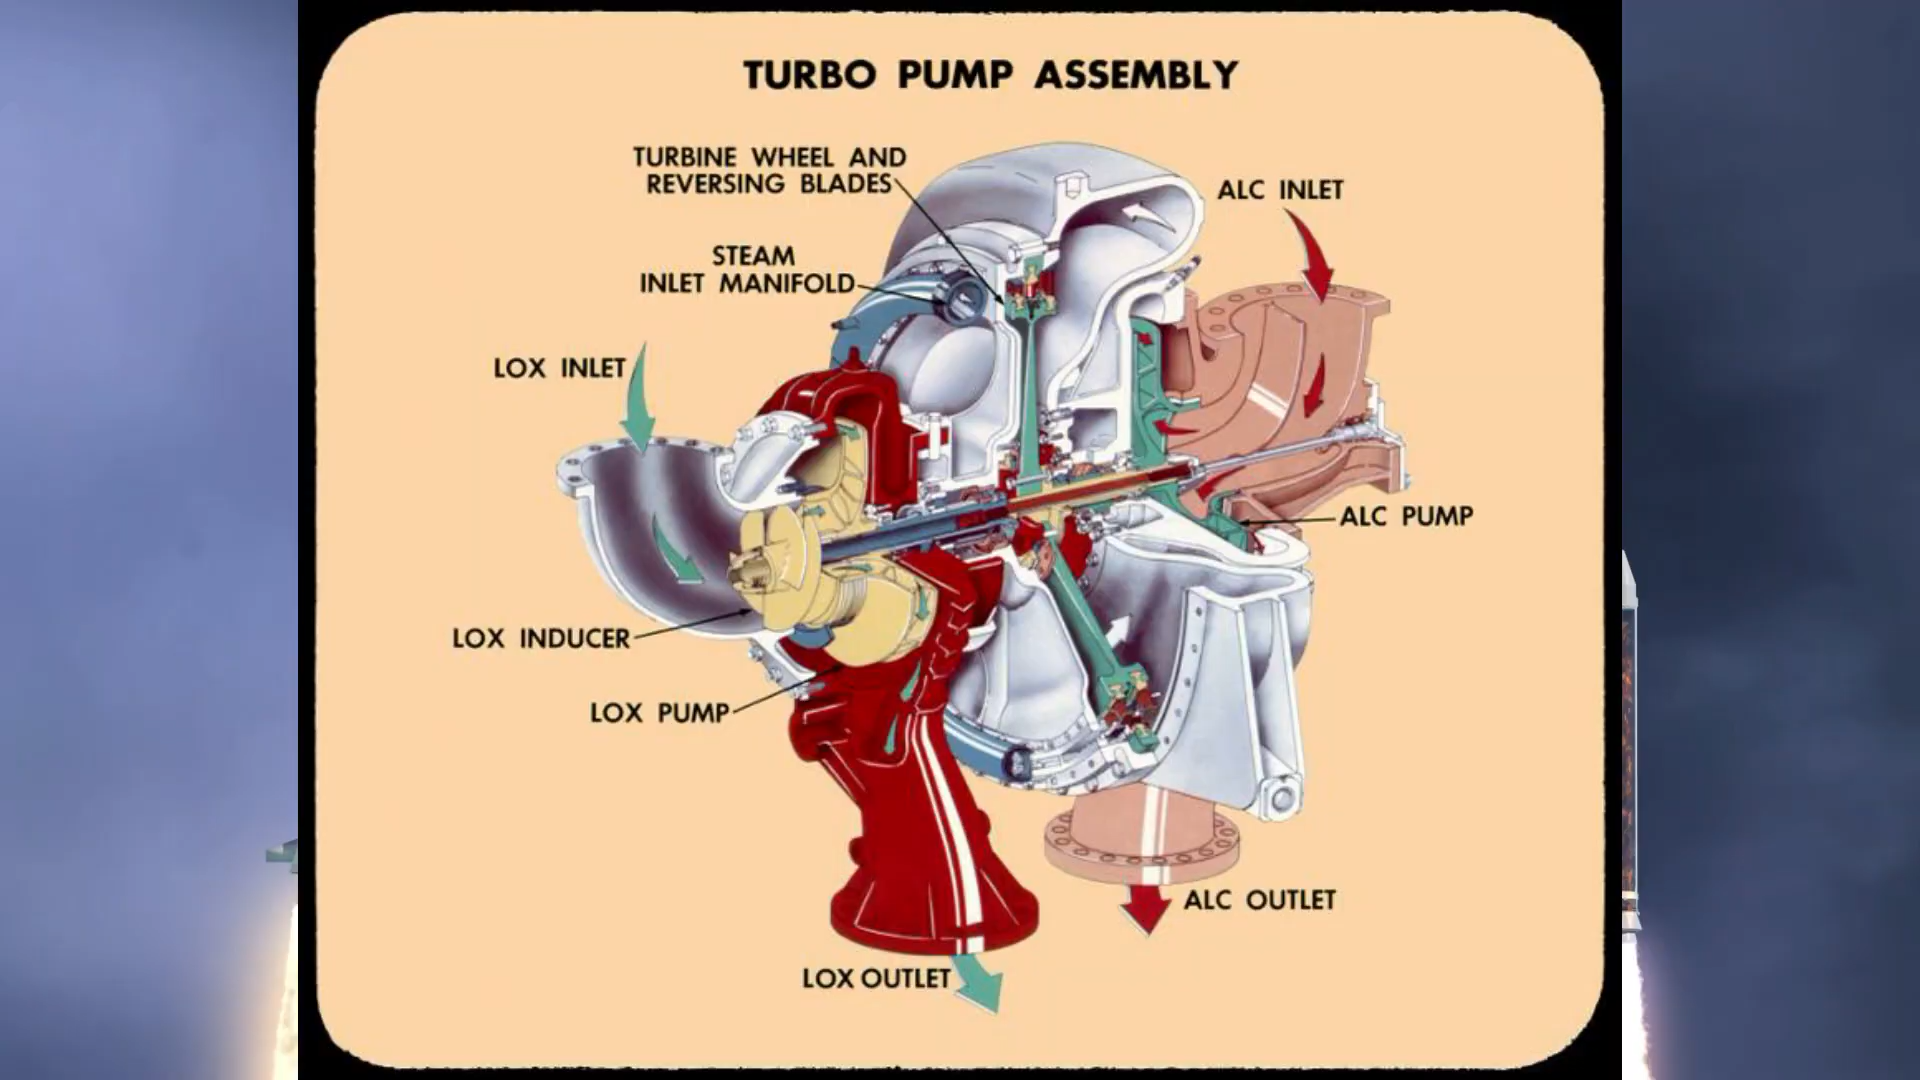 TURBO PUMP ASSEMBLY
TURBINE WHEEL AND
REVERSING BLADES
ALC INLET
STEAM
INLET MANIFOLD
LOX INLET
ALC PUMP
LOX INDUCER
LOX PUMP
ALC OUTLET
LOX OUTLET